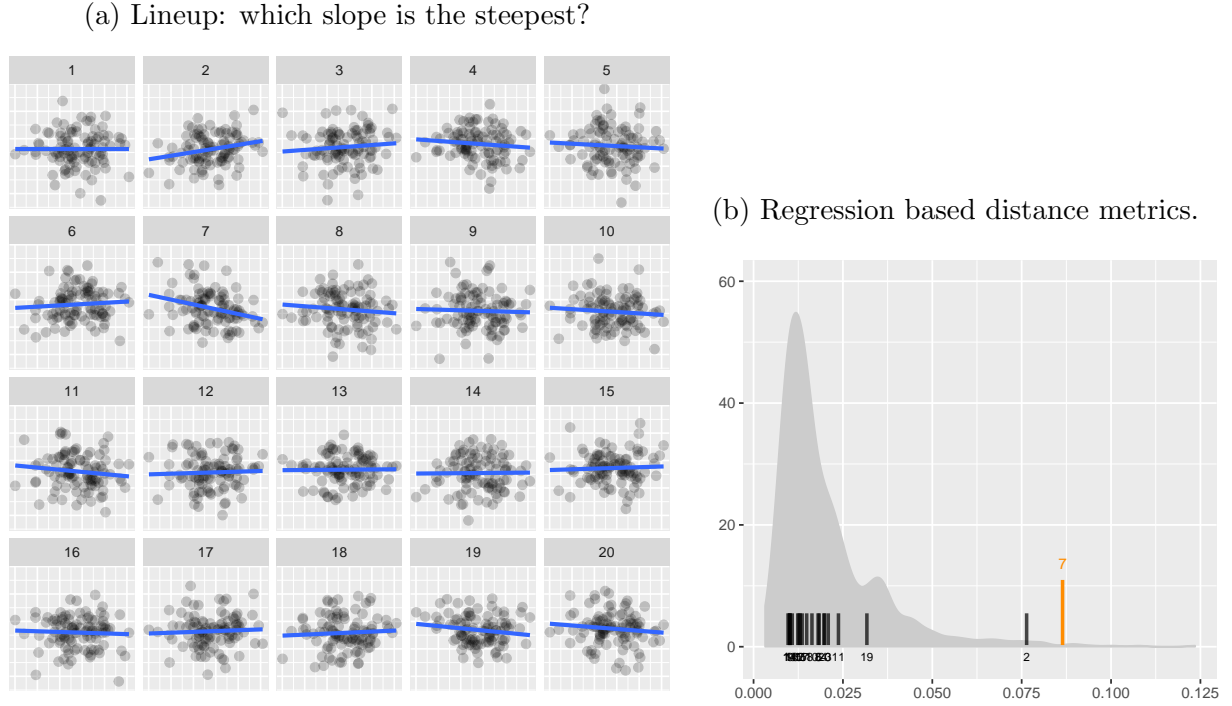 (a) Lineup: which slope is the steepest?
1 2 3 4 5
6 7 8 9 10
11 12 13 14 15
16 17 18 19 20
(b) Regression based distance metrics.
60
40
20
0
7
11 19 2
0.000 0.025 0.050 0.075 0.100 0.125